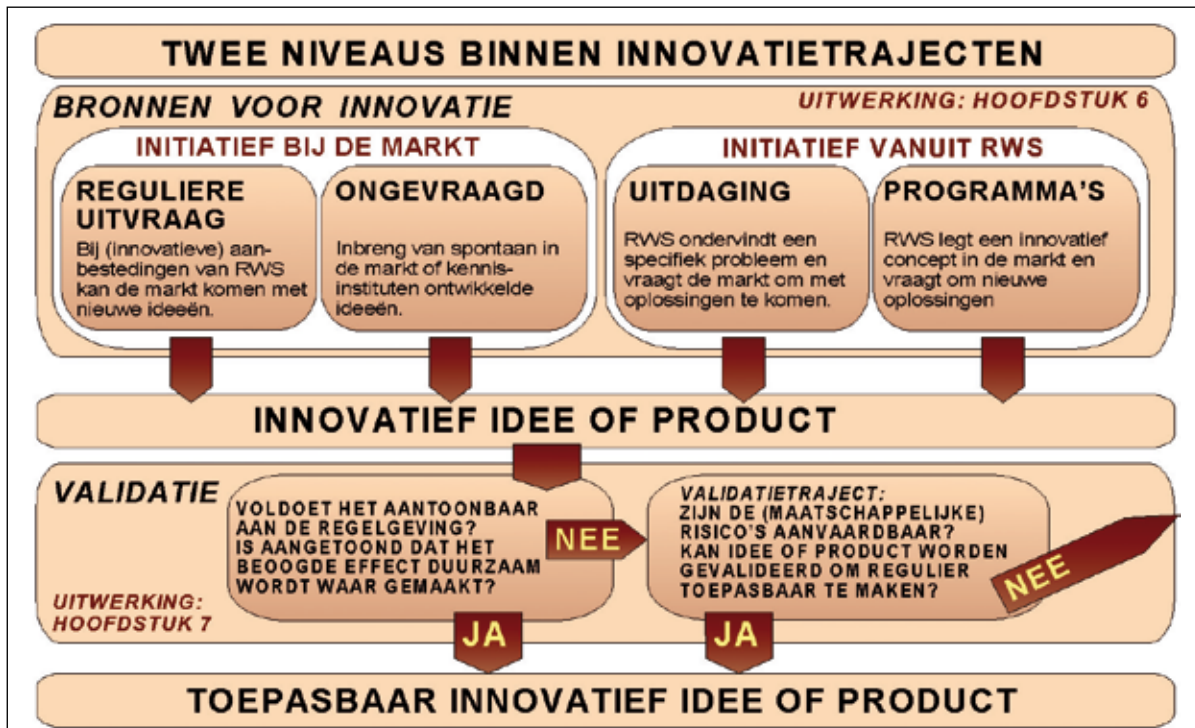 TWEE NIVEAUS BINNEN INNOVATIETRAJECTEN
BRONNEN VOOR INNOVATIE
UITWERKING: HOOFDSTUK 6
INITIATIEF BIJ DE MARKT
REGULIERE
UITVRAAG
Bij (innovatieve) aan-
bestedingen van RWS
kan de markt komen met
nieuwe ideeën.
ONGEVRAAGD
Inbreng van spontaan in
de markt of kennis-
instituten ontwikkelde
ideeën.
INITIATIEF VANUIT RWS
UITDAGING
RWS ondervindt een
specifiek probleem en
vraagt de markt om met
oplossingen te komen.
PROGRAMMA'S
RWS legt een innovatief
concept in de markt en
vraagt om nieuwe
oplossingen
INNOVATIEF IDEE OF PRODUCT
VALIDATIE
VOLDOET HET AANTOONBAAR
AAN DE REGELGEVING?
IS AANGETOOND DAT HET
BEOOGDE EFFECT DUURZAAM
WORDT WAAR GEMAAKT?
NEE
VALIDATIETRAJECT:
ZIJN DE (MAATSCHAPPELIJKE)
RISICO'S AANVAARDBAAR?
KAN IDEE OF PRODUCT WORDEN
GEVALIDEERD OM REGULIER
TOEPASBAAR TE MAKEN?
NEE
UITWERKING:
HOOFDSTUK 7
JA
JA
TOEPASBAAR INNOVATIEF IDEE OF PRODUCT